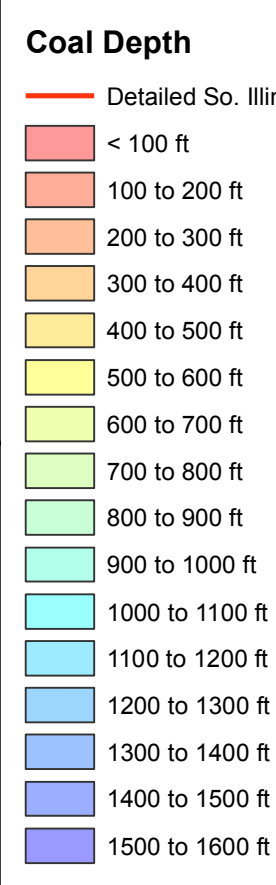 Coal Depth
Detailed So.
< 100 ft
100 to 200 ft
200 to 300 ft
300 to 400 ft
400 to 500 ft
500 to 600 ft
600 to 700 ft
700 to 800 ft
800 to 900 ft
900 to 1000 ft
1000 to 1100 ft
1100 to 1200 ft
1200 to 1300 ft
1300 to 1400 ft
1400 to 1500 ft
1500 to 1600 ft